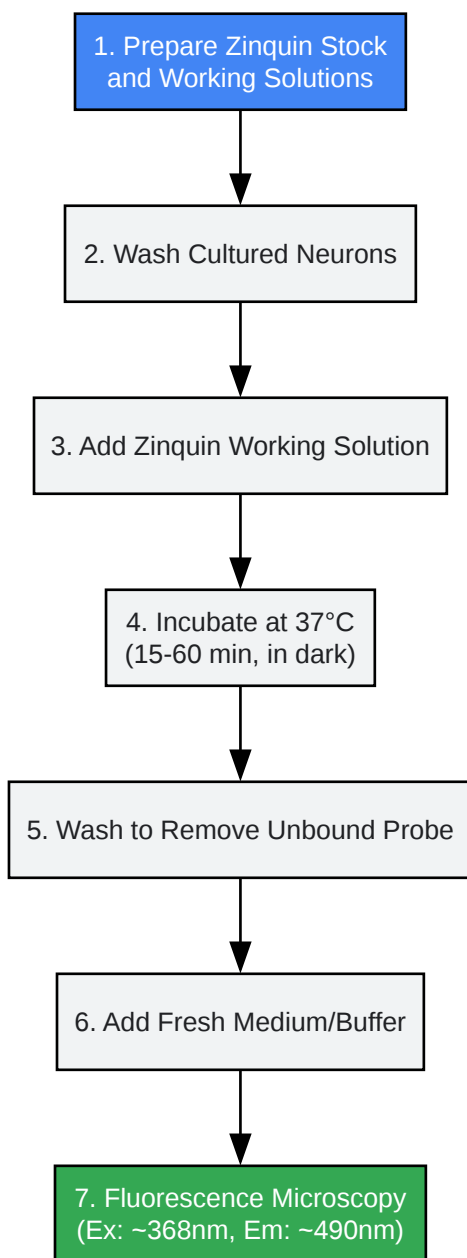 1. Prepare Zinquin Stock
and Working Solutions
2. Wash Cultured Neurons
3. Add Zinquin Working Solution
4. Incubate at 37°C
(15-60 min, in dark)
5. Wash to Remove Unbound Probe
6. Add Fresh Medium/Buffer
7. Fluorescence Microscopy
(Ex: ~368nm, Em: ~490nm)